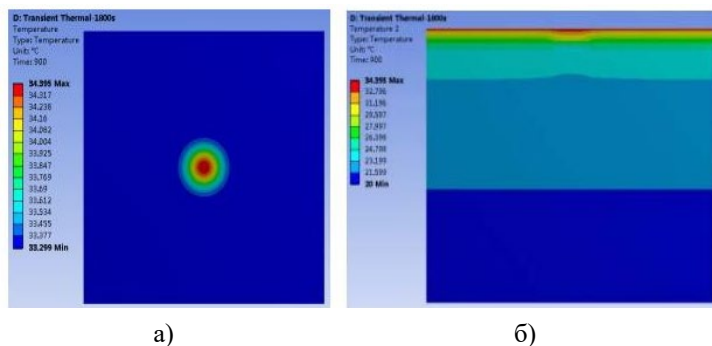 D: Transient Thermal-1800s
Temperature
Type: Temperature
Unit: °C
Time: 900
34.395 Max
34.317
34.238
34.16
34.082
34.004
33.925
33.847
33.769
33.69
33.612
33.534
33.455
33.377
33.299 Min
D: Transient Thermal-1800s
Temperature 2
Type: Temperature
Unit: °C
Time: 900
34.395 Max
32.796
31.196
29.597
27.997
26.398
24.798
23.199
21.599
20 Min
а)
б)